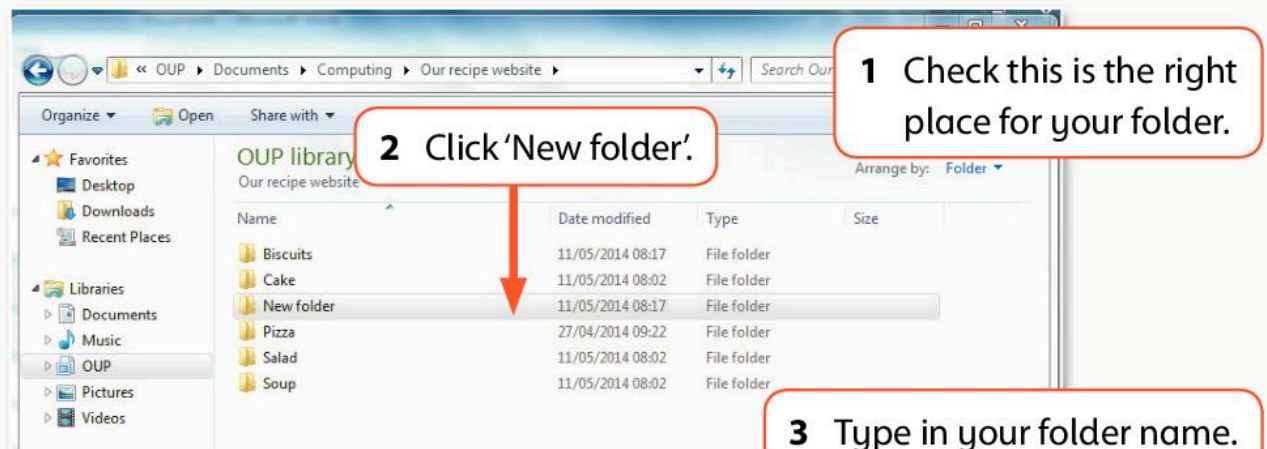 « OUP ▸ Documents ▸ Computing ▸ Our recipe website ▸ Search Our
1 Check this is the right
place for your folder.
Organize Open Share with
2 Click 'New folder'.
Favorites
Desktop
Downloads
Recent Places
Libraries
Documents
Music
OUP
Pictures
Videos
OUP library
Our recipe website
Arrange by: Folder
Name Date modified Type Size
Biscuits 11/05/2014 08:17 File folder
Cake 11/05/2014 08:02 File folder
New folder 11/05/2014 08:17 File folder
Pizza 27/04/2014 09:22 File folder
Salad 11/05/2014 08:02 File folder
Soup 11/05/2014 08:02 File folder
3 Type in your folder name.